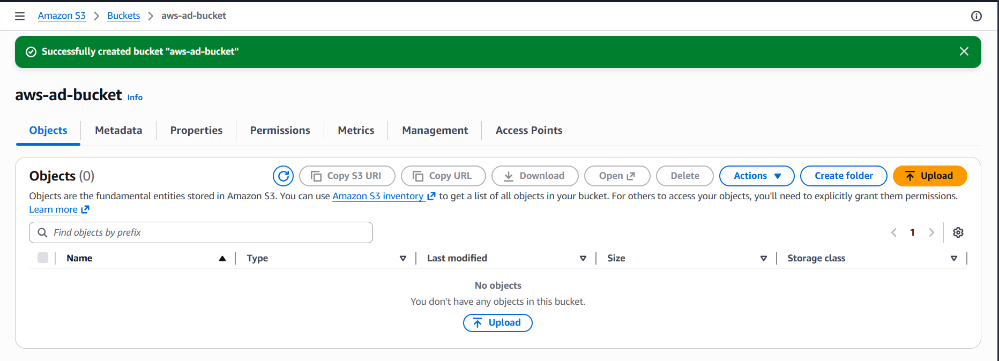 Amazon S3 > Buckets > aws-ad-bucket
Successfully created bucket "aws-ad-bucket"
aws-ad-bucket Info
Objects Metadata Properties Permissions Metrics Management Access Points
Objects (0) Copy S3 URI Copy URL Download Open Delete Actions Create folder Upload
Objects are the fundamental entities stored in Amazon S3. You can use Amazon S3 inventory to get a list of all objects in your bucket. For others to access your objects, you'll need to explicitly grant them permissions.
Learn more
Find objects by prefix 1
Name Type Last modified Size Storage class
No objects
You don't have any objects in this bucket.
Upload